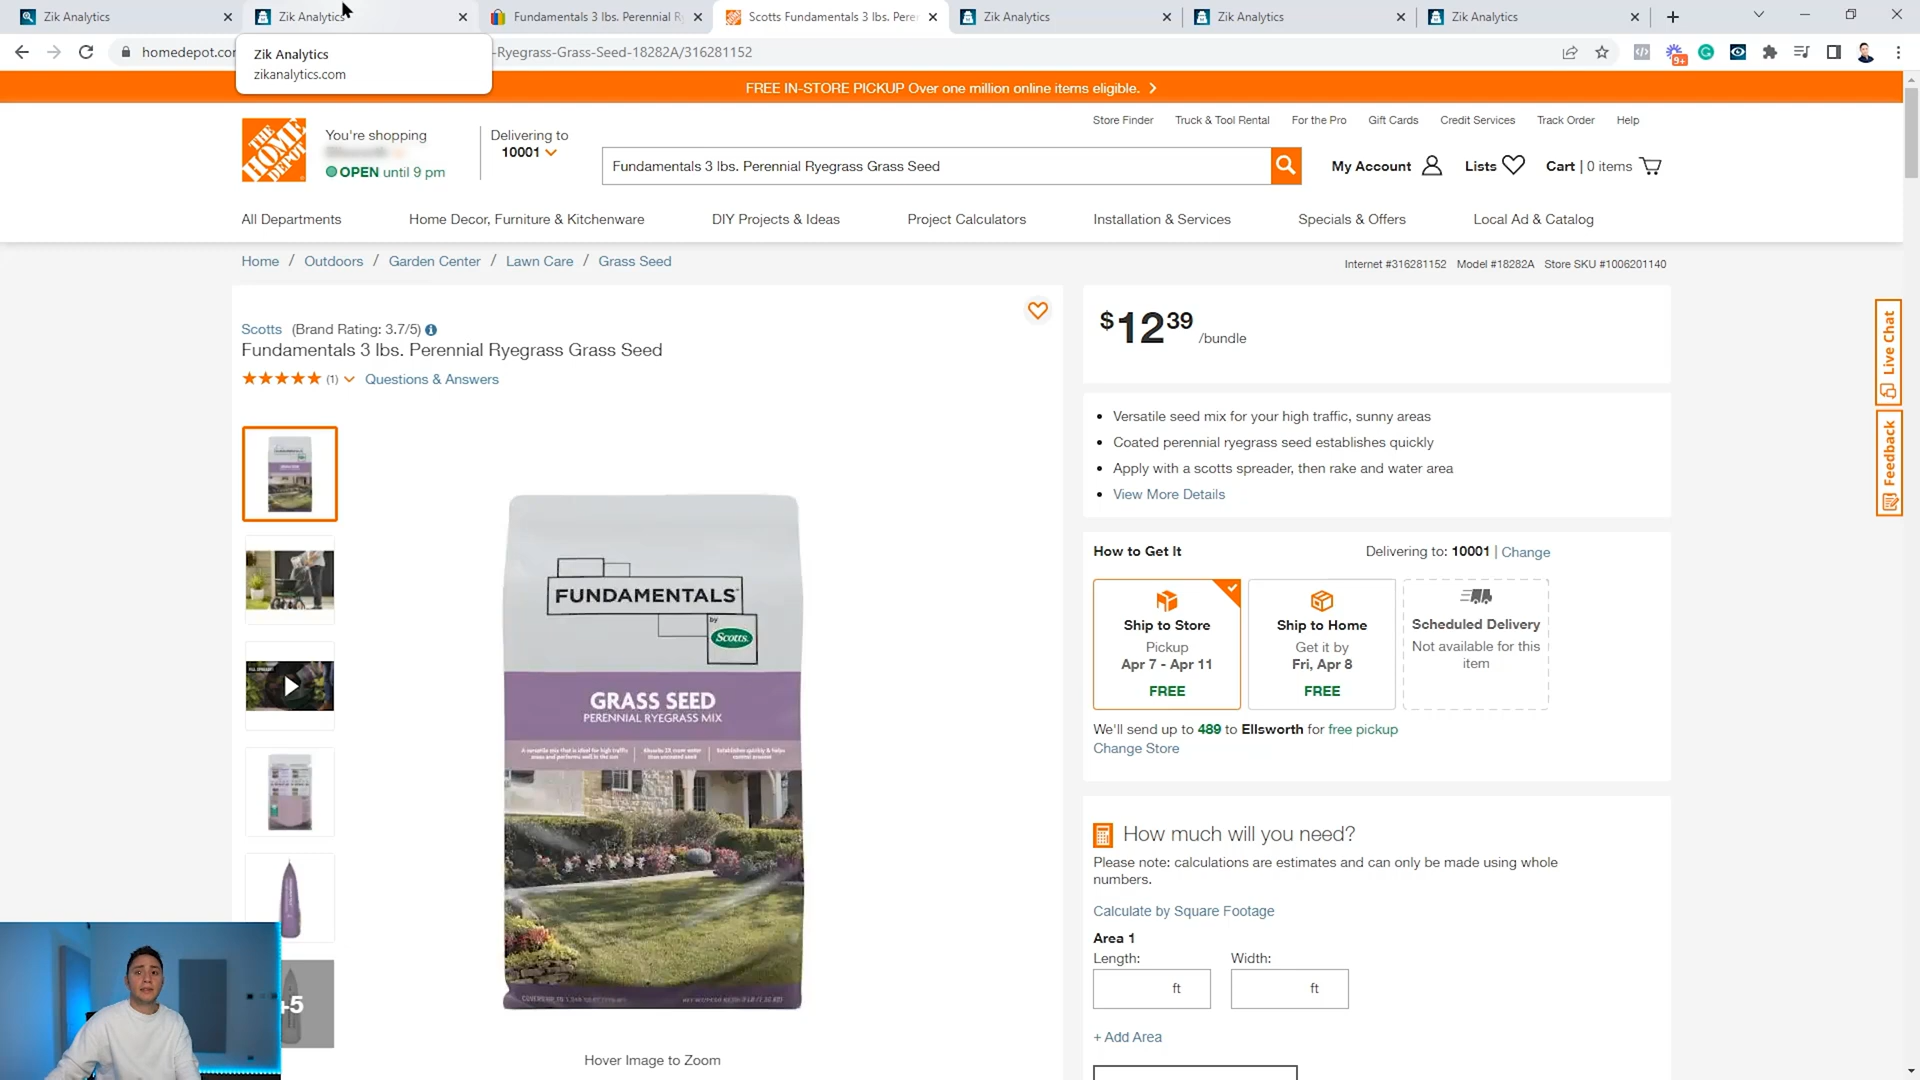 Zik Analytics
Zik Analytics
Fundamentals 3 lbs. Perennial R
Scotts Fundamentals 3 lbs. Pere
Zik Analytics
Zik Analytics
Zik Analytics
homedepot.co
-Ryegrass-Grass-Seed-18282A/316281152
9+
Zik Analytics
zikanalytics.com
FREE IN-STORE PICKUP Over one million online items eligible.
Store Finder
Truck & Tool Rental
For the Pro
Gift Cards
Credit Services
Track Order
Help
THE HOME DEPOT
You're shopping
OPEN until 9 pm
Delivering to
10001
Fundamentals 3 lbs. Perennial Ryegrass Grass Seed
My Account
Lists
Cart | 0 items
All Departments
Home Decor, Furniture & Kitchenware
DIY Projects & Ideas
Project Calculators
Installation & Services
Specials & Offers
Local Ad & Catalog
Home / Outdoors / Garden Center / Lawn Care / Grass Seed
Internet #316281152 Model #18282A Store SKU #1006201140
Scotts (Brand Rating: 3.7/5)
Fundamentals 3 lbs. Perennial Ryegrass Grass Seed
(1)
Questions & Answers
FUNDAMENTALS
by
Scotts
GRASS SEED
PERENNIAL RYEGRASS MIX
+5
Hover Image to Zoom
$12 39 /bundle
Versatile seed mix for your high traffic, sunny areas
Coated perennial ryegrass seed establishes quickly
Apply with a scotts spreader, then rake and water area
View More Details
How to Get It
Delivering to: 10001 | Change
Ship to Store
Pickup
Apr 7 - Apr 11
FREE
Ship to Home
Get it by
Fri, Apr 8
FREE
Scheduled Delivery
Not available for this
item
We'll send up to 489 to Ellsworth for free pickup
Change Store
How much will you need?
Please note: calculations are estimates and can only be made using whole
numbers.
Calculate by Square Footage
Area 1
Length:
Width:
ft
ft
+ Add Area
Live Chat
Feedback